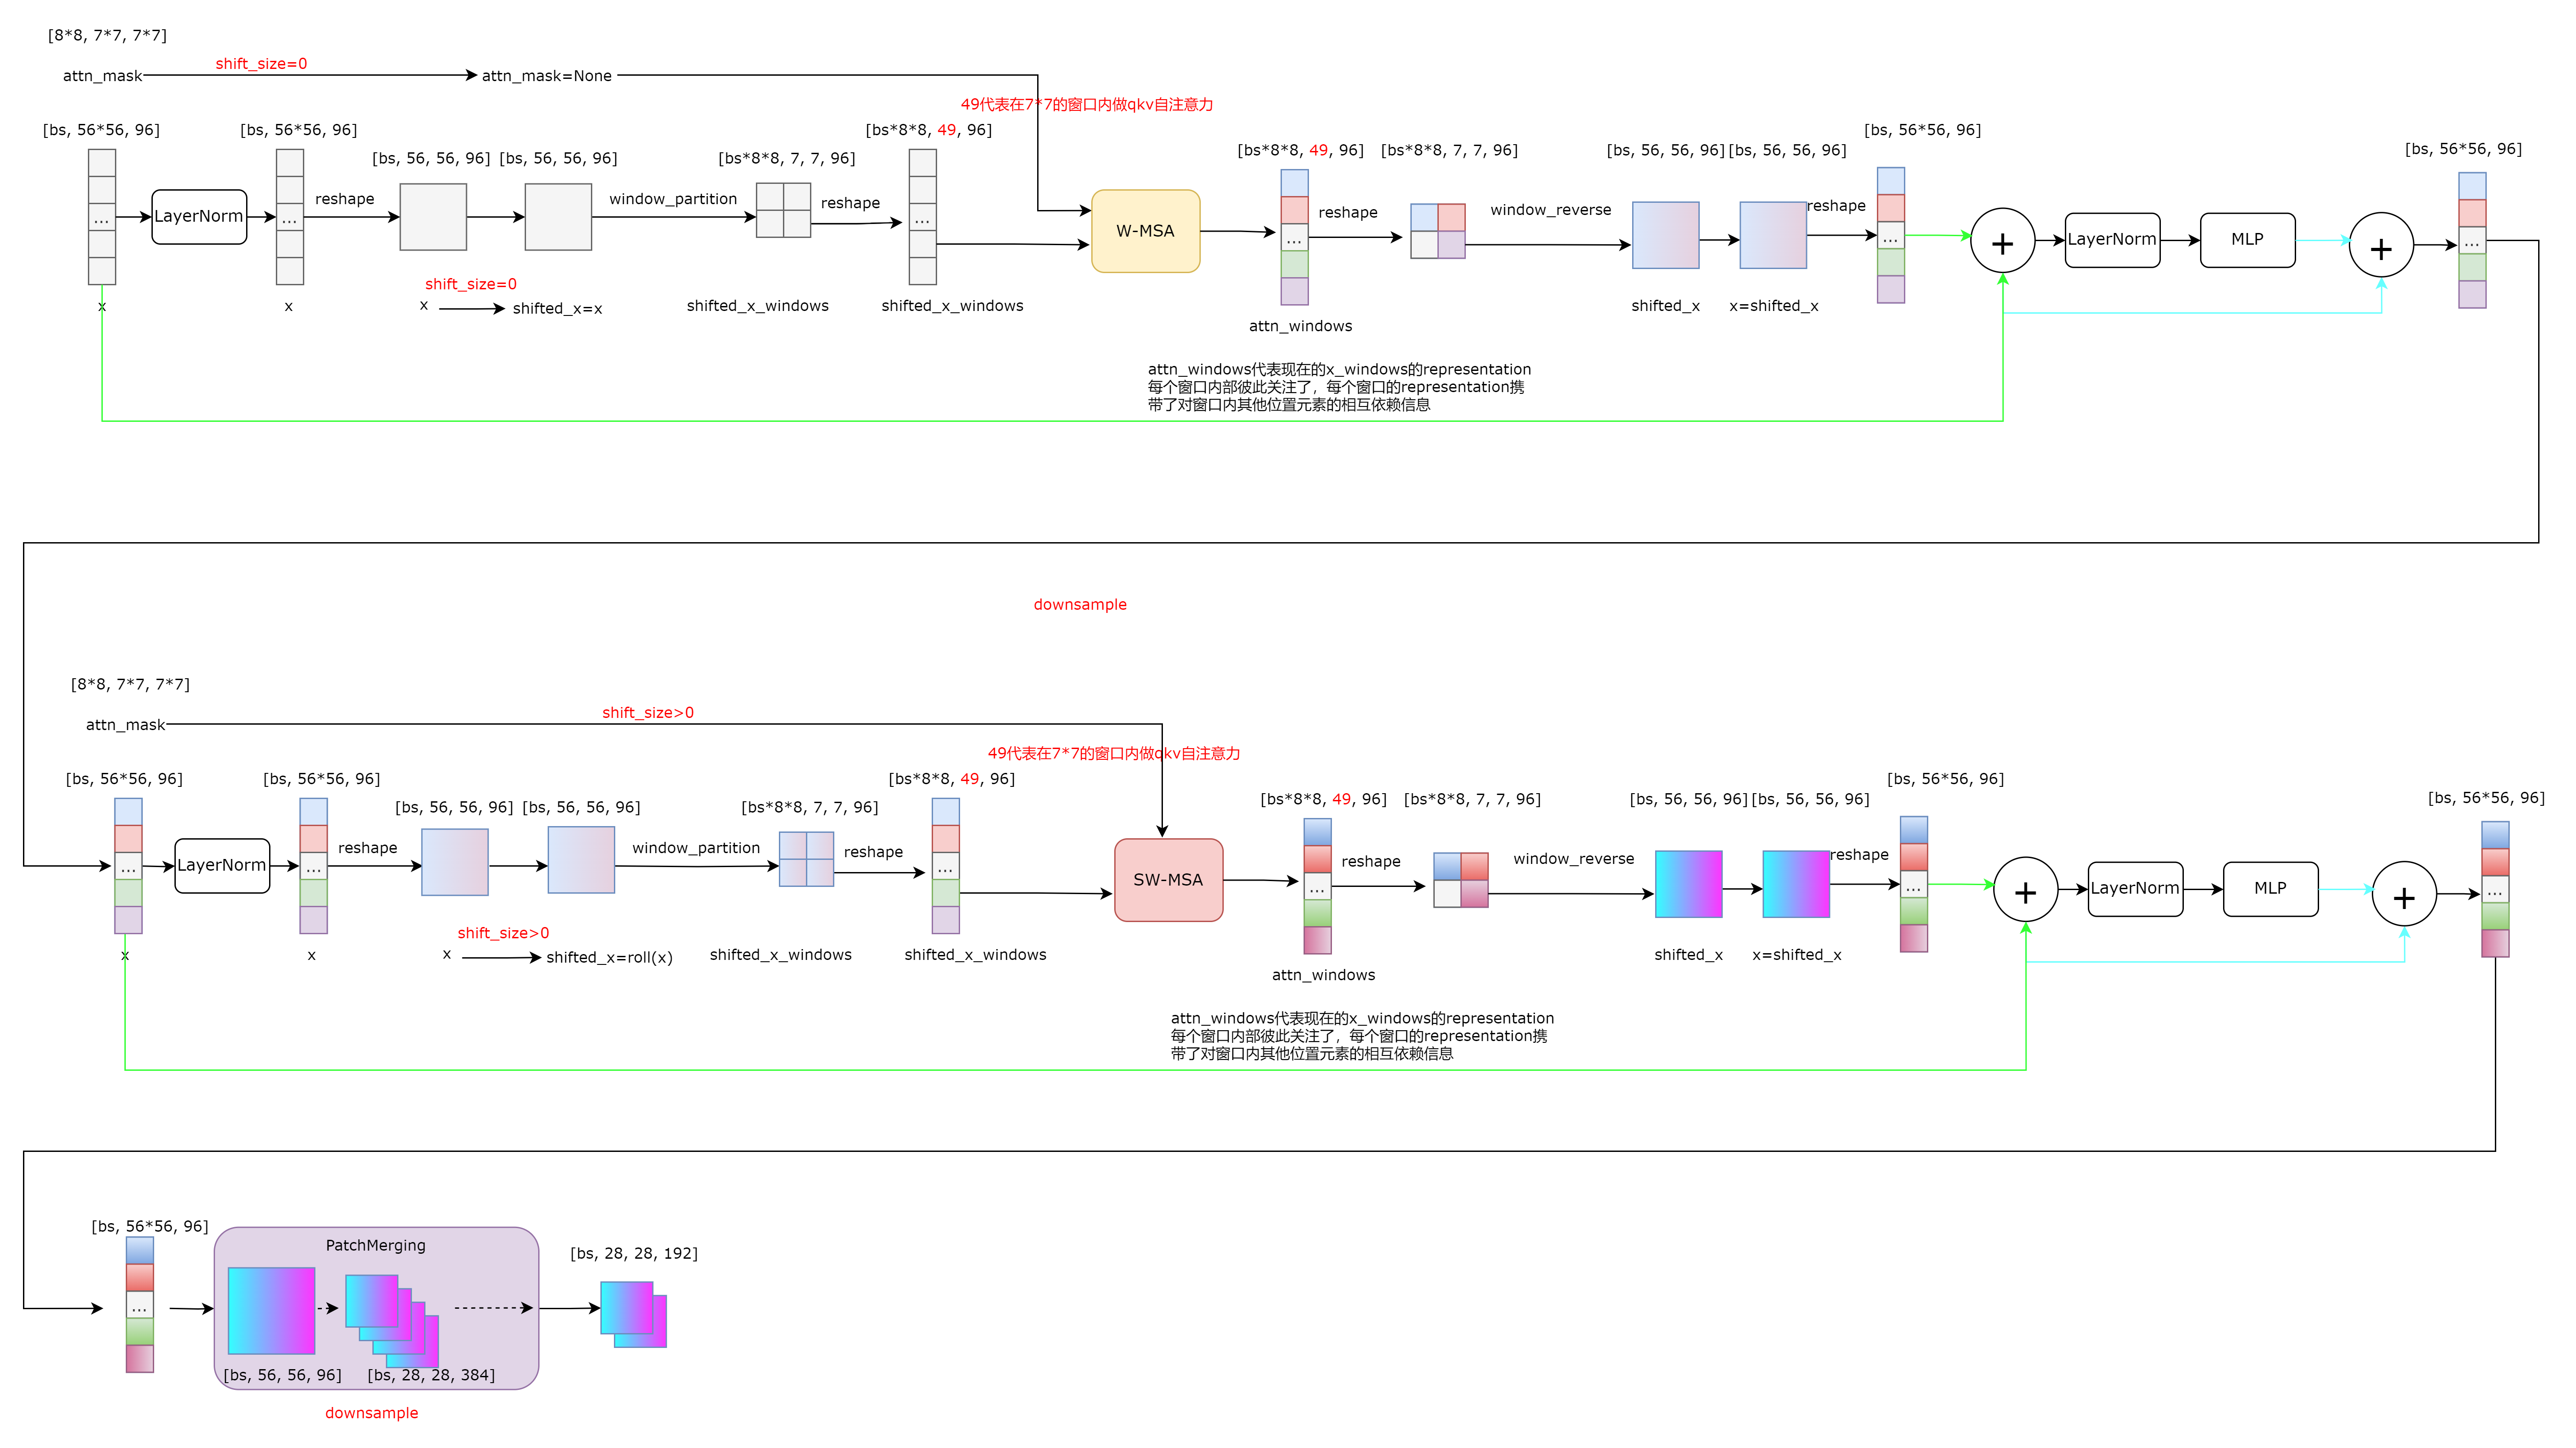 [8*8, 7*7, 7*7]
attn_mask
shift_size=0
attn_mask=None
49代表在7*7的窗口内做qkv自注意力
[bs, 56*56, 96]
[bs, 56*56, 96]
[bs, 56, 56, 96]
[bs, 56, 56, 96]
[bs*8*8, 7, 7, 96]
[bs*8*8, 49, 96]
[bs*8*8, 49, 96]
[bs*8*8, 7, 7, 96]
[bs, 56, 56, 96]
[bs, 56, 56, 96]
[bs, 56*56, 96]
[bs, 56*56, 96]
...
LayerNorm
...
reshape
window_partition
reshape
...
W-MSA
...
reshape
window_reverse
reshape
...
+
LayerNorm
MLP
+
...
x
x
shift_size=0
x
shifted_x=x
shifted_x_windows
shifted_x_windows
attn_windows
shifted_x
x=shifted_x
attn_windows代表现在的x_windows的representation
每个窗口内部彼此关注了，每个窗口的representation携
带了对窗口内其他位置元素的相互依赖信息
downsample
[8*8, 7*7, 7*7]
attn_mask
shift_size>0
49代表在7*7的窗口内做qkv自注意力
[bs, 56*56, 96]
[bs, 56*56, 96]
[bs, 56, 56, 96]
[bs, 56, 56, 96]
[bs*8*8, 7, 7, 96]
[bs*8*8, 49, 96]
[bs*8*8, 49, 96]
[bs*8*8, 7, 7, 96]
[bs, 56, 56, 96]
[bs, 56, 56, 96]
[bs, 56*56, 96]
[bs, 56*56, 96]
...
LayerNorm
...
reshape
window_partition
reshape
...
SW-MSA
...
reshape
window_reverse
reshape
...
+
LayerNorm
MLP
+
...
x
x
shift_size>0
x
shifted_x=roll(x)
shifted_x_windows
shifted_x_windows
attn_windows
shifted_x
x=shifted_x
attn_windows代表现在的x_windows的representation
每个窗口内部彼此关注了，每个窗口的representation携
带了对窗口内其他位置元素的相互依赖信息
[bs, 56*56, 96]
...
PatchMerging
[bs, 56, 56, 96]
[bs, 28, 28, 384]
[bs, 28, 28, 192]
downsample